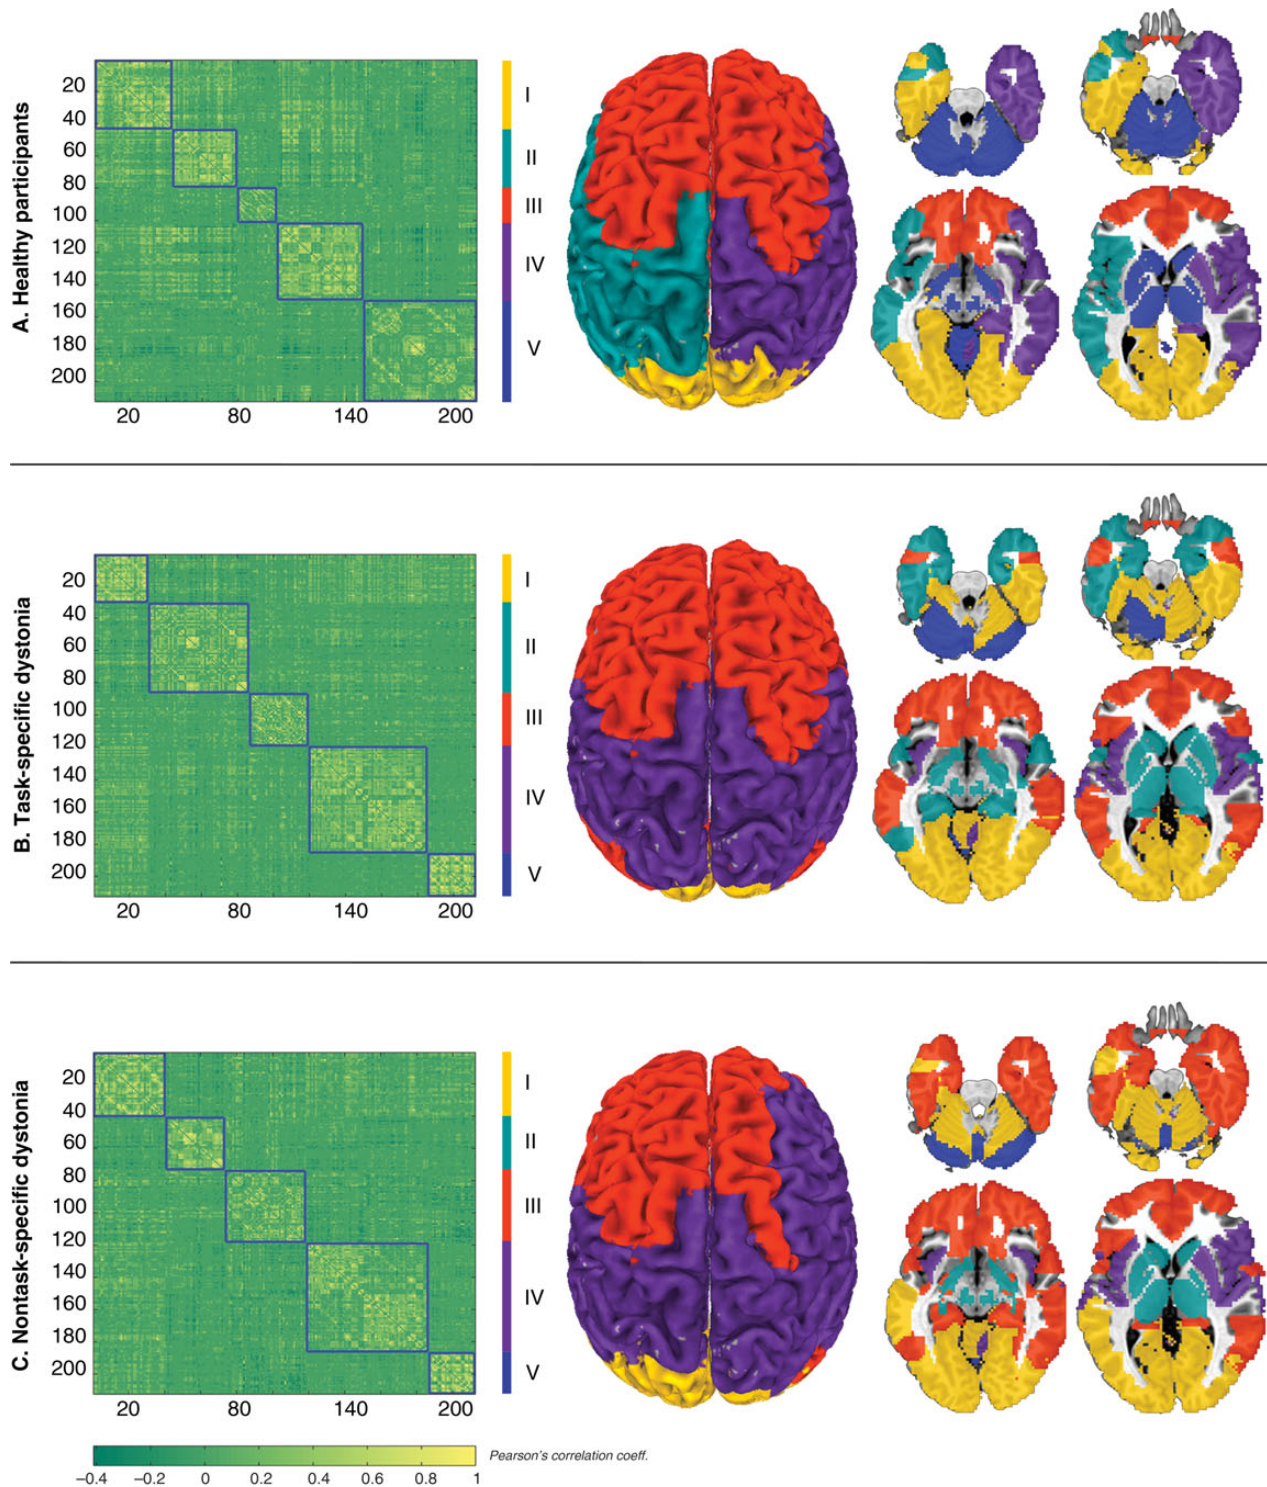 A. Healthy participants
20
40
60
80
100
120
140
160
180
200
20
80
140
200
I
II
III
IV
V
B. Task-specific dystonia
20
40
60
80
100
120
140
160
180
200
20
80
140
200
I
II
III
IV
V
C. Nontask-specific dystonia
20
40
60
80
100
120
140
160
180
200
20
80
140
200
I
II
III
IV
V
Pearson's correlation coeff.
−0.4 −0.2 0 0.2 0.4 0.6 0.8 1